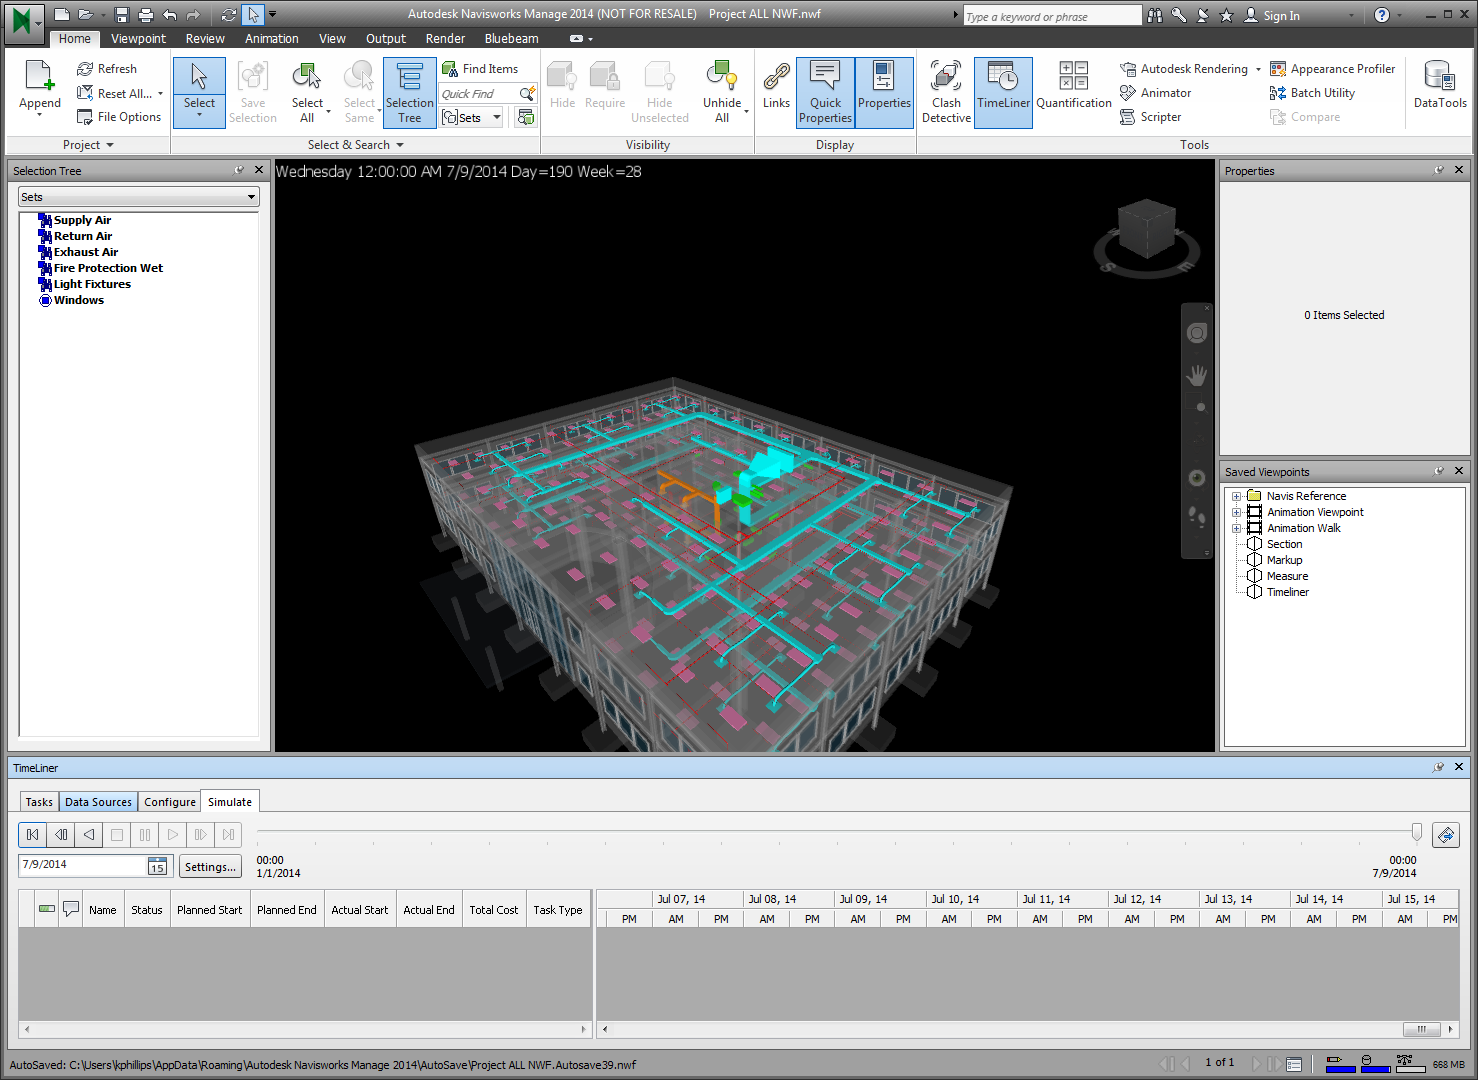 Autodesk Navisworks Manage 2014 (NOT FOR RESALE) Project ALL NWF.nwf
Type a keyword or phrase
Sign In
Home Viewpoint Review Animation View Output Render Bluebeam
Append
Refresh
Reset All...
File Options
Project
Select
Save Selection
Select All
Select Same
Selection Tree
Find Items
Quick Find
Sets
Select & Search
Hide
Require
Hide Unselected
Unhide All
Visibility
Links
Quick Properties
Properties
Display
Clash Detective
TimeLiner
Quantification
Autodesk Rendering
Animator
Scripter
Appearance Profiler
Batch Utility
Compare
Tools
DataTools
Selection Tree
Sets
Supply Air
Return Air
Exhaust Air
Fire Protection Wet
Light Fixtures
Windows
Wednesday 12:00:00 AM 7/9/2014 Day=190 Week=28
S
E
Properties
0 Items Selected
Saved Viewpoints
Navis Reference
Animation Viewpoint
Animation Walk
Section
Markup
Measure
Timeliner
TimeLiner
Tasks Data Sources Configure Simulate
7/9/2014
15
Settings...
00:00
1/1/2014
00:00
7/9/2014
Name Status Planned Start Planned End Actual Start Actual End Total Cost Task Type
Jul 07, 14 Jul 08, 14 Jul 09, 14 Jul 10, 14 Jul 11, 14 Jul 12, 14 Jul 13, 14 Jul 14, 14 Jul 15, 14
PM AM PM AM PM AM PM AM PM AM PM AM PM AM PM AM PM AM PM
AutoSaved: C:\Users\kphillips\AppData\Roaming\Autodesk Navisworks Manage 2014\AutoSave\Project ALL NWF.Autosave39.nwf
1 of 1
668 MB